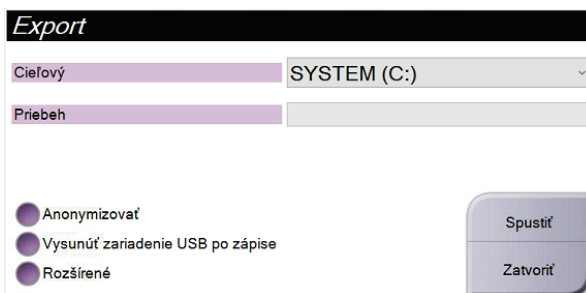 Export
Cieľový
SYSTEM (C:)
Priebeh
Anonymizovať
Vysunúť zariadenie USB po zápise
Rozšírené
Spustiť
Zatvoriť